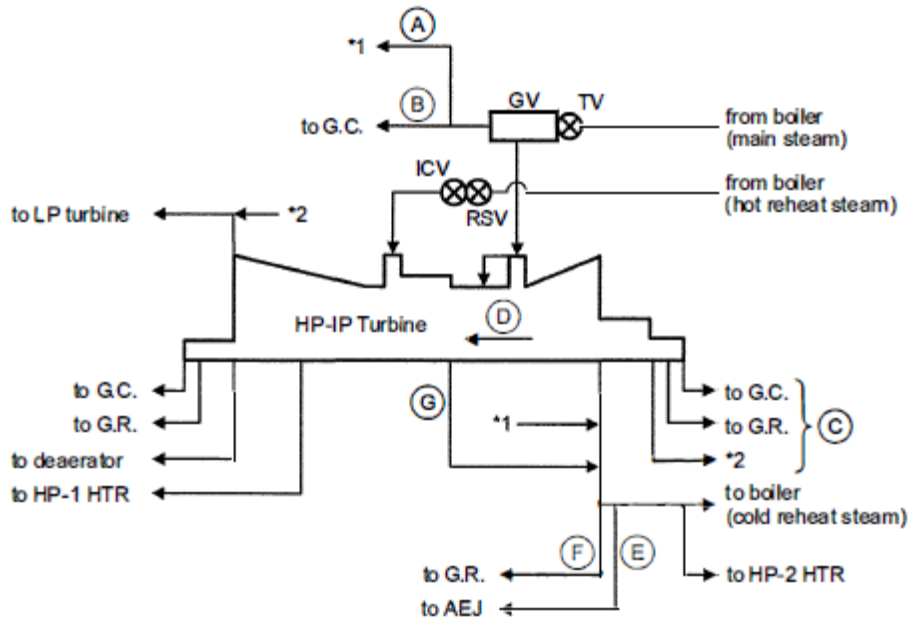 A
*1
GV
TV
B
to G.C.
from boiler
(main steam)
ICV
from boiler
(hot reheat steam)
RSV
to LP turbine
*2
HP-IP Turbine
D
to G.C.
to G.R.
to deaerator
to HP-1 HTR
G
*1
to G.C.
to G.R.
*2
C
to boiler
(cold reheat steam)
F
E
to G.R.
to HP-2 HTR
to AEJ